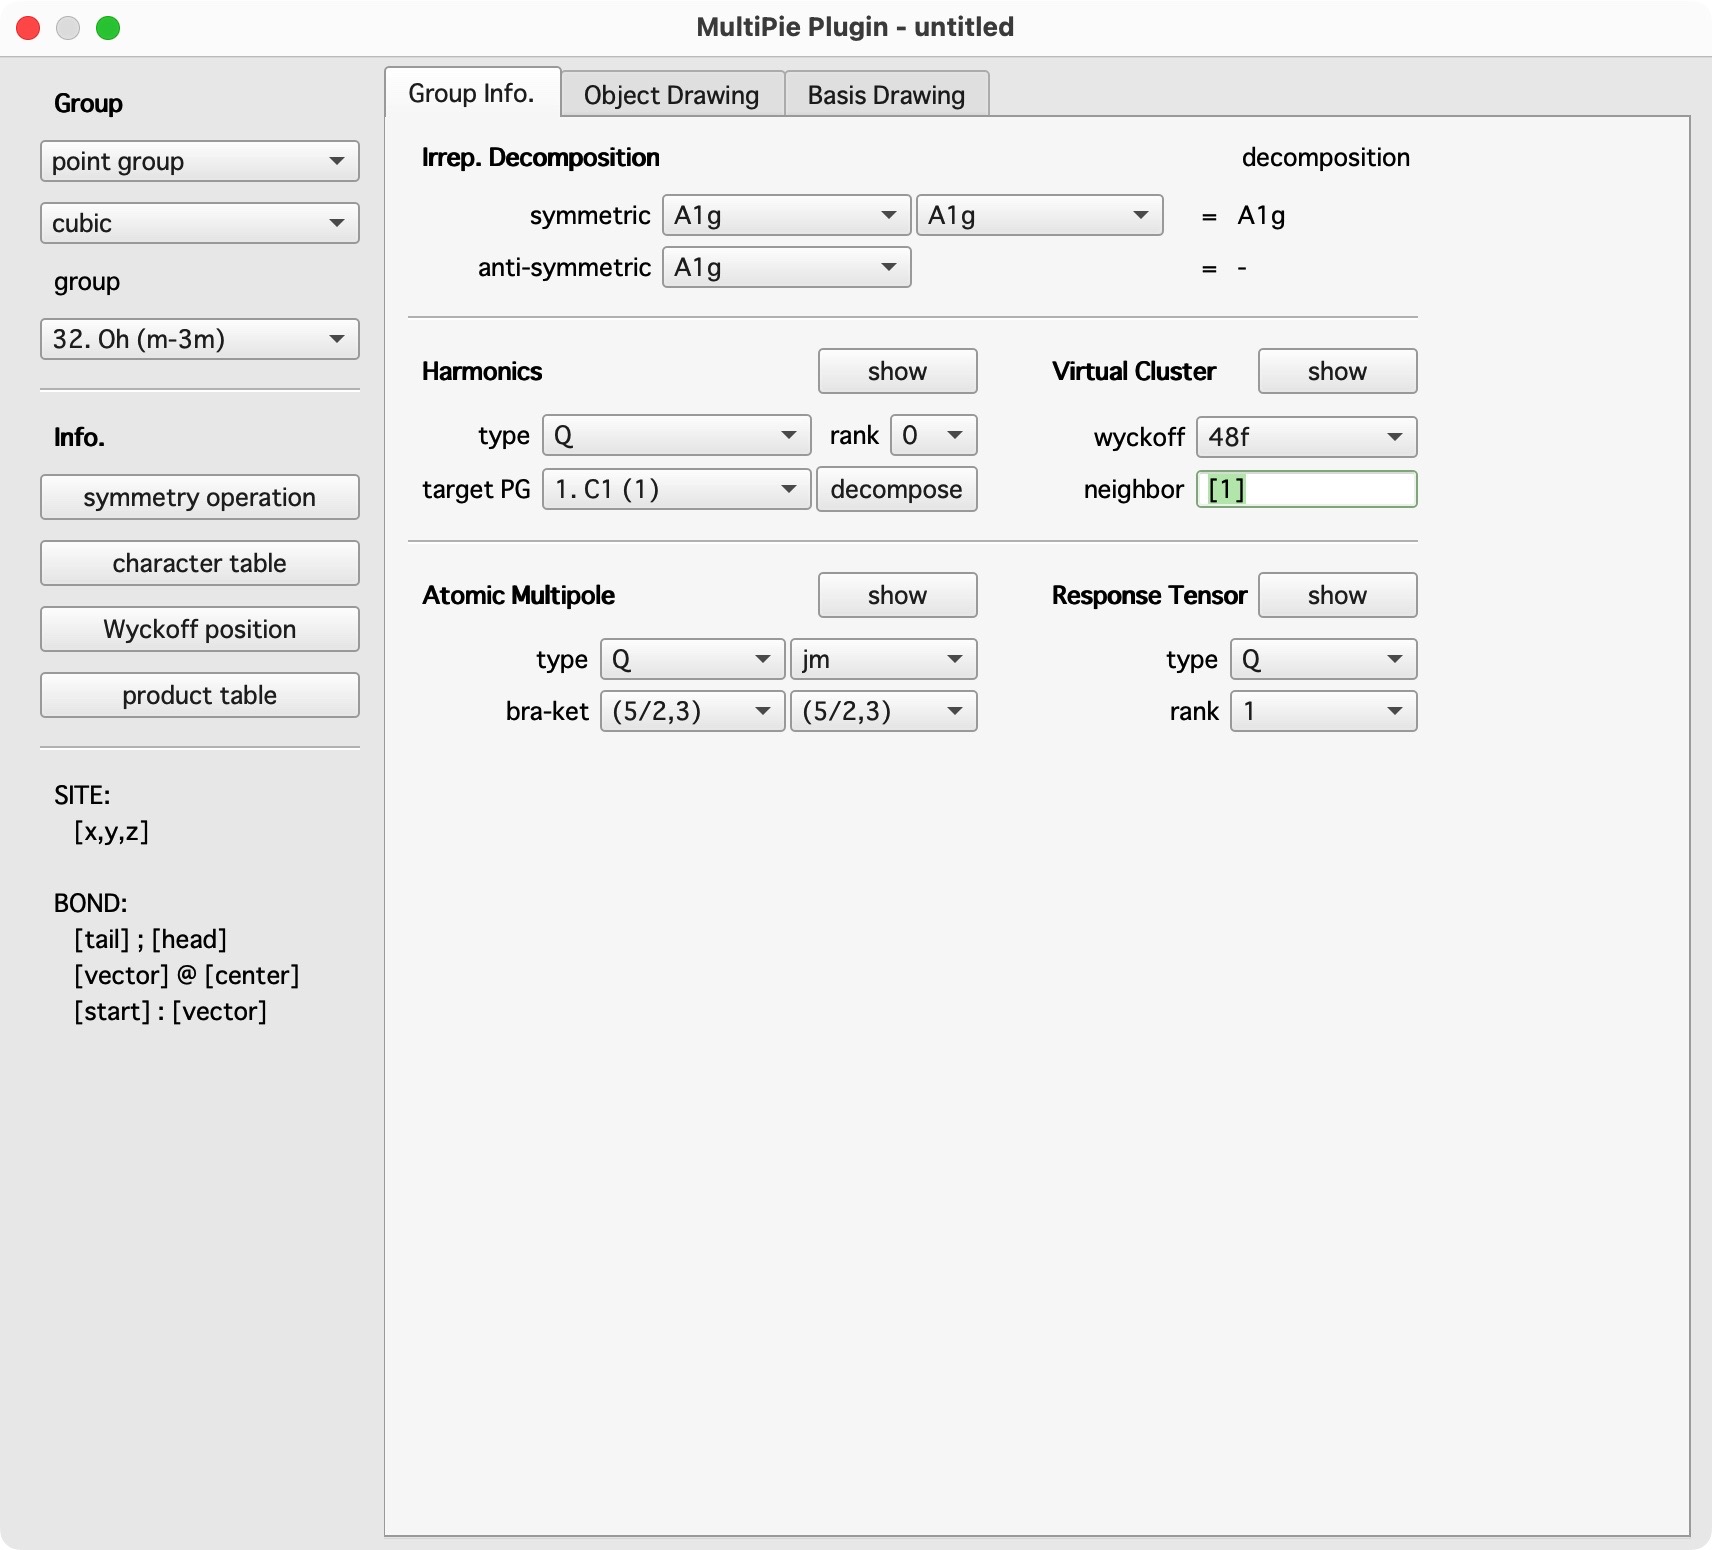 MultiPie Plugin - untitled
Group
point group
cubic
group
32. Oh (m-3m)
Info.
symmetry operation
character table
Wyckoff position
product table
SITE:
[x,y,z]
BOND:
[tail] ; [head]
[vector] @ [center]
[start] : [vector]
Group Info. Object Drawing Basis Drawing
Irrep. Decomposition decomposition
symmetric A1g A1g = A1g
anti-symmetric A1g = -
Harmonics show
type Q rank 0
target PG 1. C1 (1) decompose
Virtual Cluster show
wyckoff 48f
neighbor [1]
Atomic Multipole show
type Q jm
bra-ket (5/2,3) (5/2,3)
Response Tensor show
type Q
rank 1